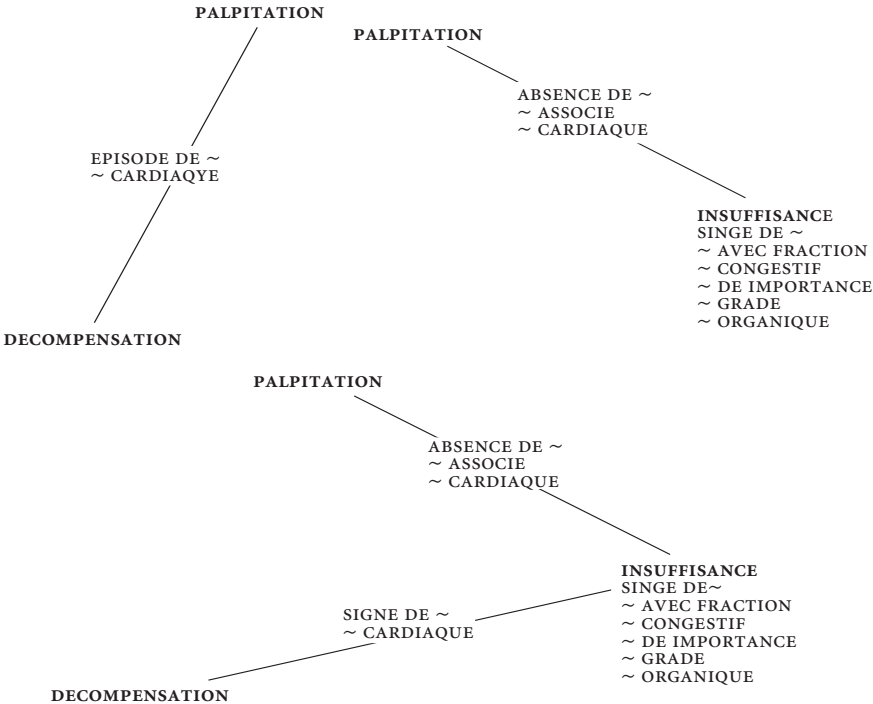 PALPITATION
PALPITATION
ABSENCE DE ~
~ ASSOCIE
~ CARDIAQUE
EPISODE DE ~
~ CARDIAQYE
INSUFFISANCE
SINGE DE ~
~ AVEC FRACTION
~ CONGESTIF
~ DE IMPORTANCE
~ GRADE
~ ORGANIQUE
DECOMPENSATION
PALPITATION
ABSENCE DE ~
~ ASSOCIE
~ CARDIAQUE
INSUFFISANCE
SINGE DE~
~ AVEC FRACTION
~ CONGESTIF
~ DE IMPORTANCE
~ GRADE
~ ORGANIQUE
SIGNE DE ~
~ CARDIAQUE
DECOMPENSATION